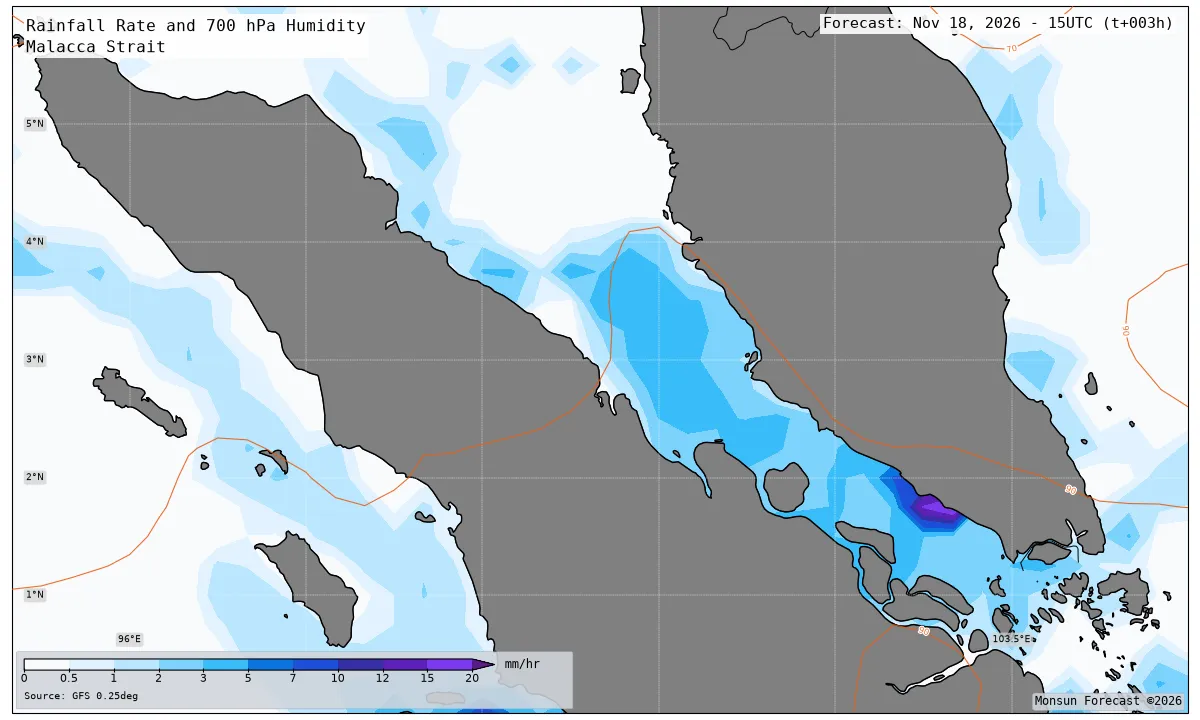 Rainfall Rate and 700 hPa Humidity
Malacca Strait
Forecast: Nov 18, 2026 - 15UTC (t+003h)
70
5°N
4°N
90
3°N
2°N
90
1°N
90
96°E
103.5°E
0 0.5 1 2 3 5 7 10 12 15 20 mm/hr
Source: GFS 0.25deg
Monsun Forecast ©2026